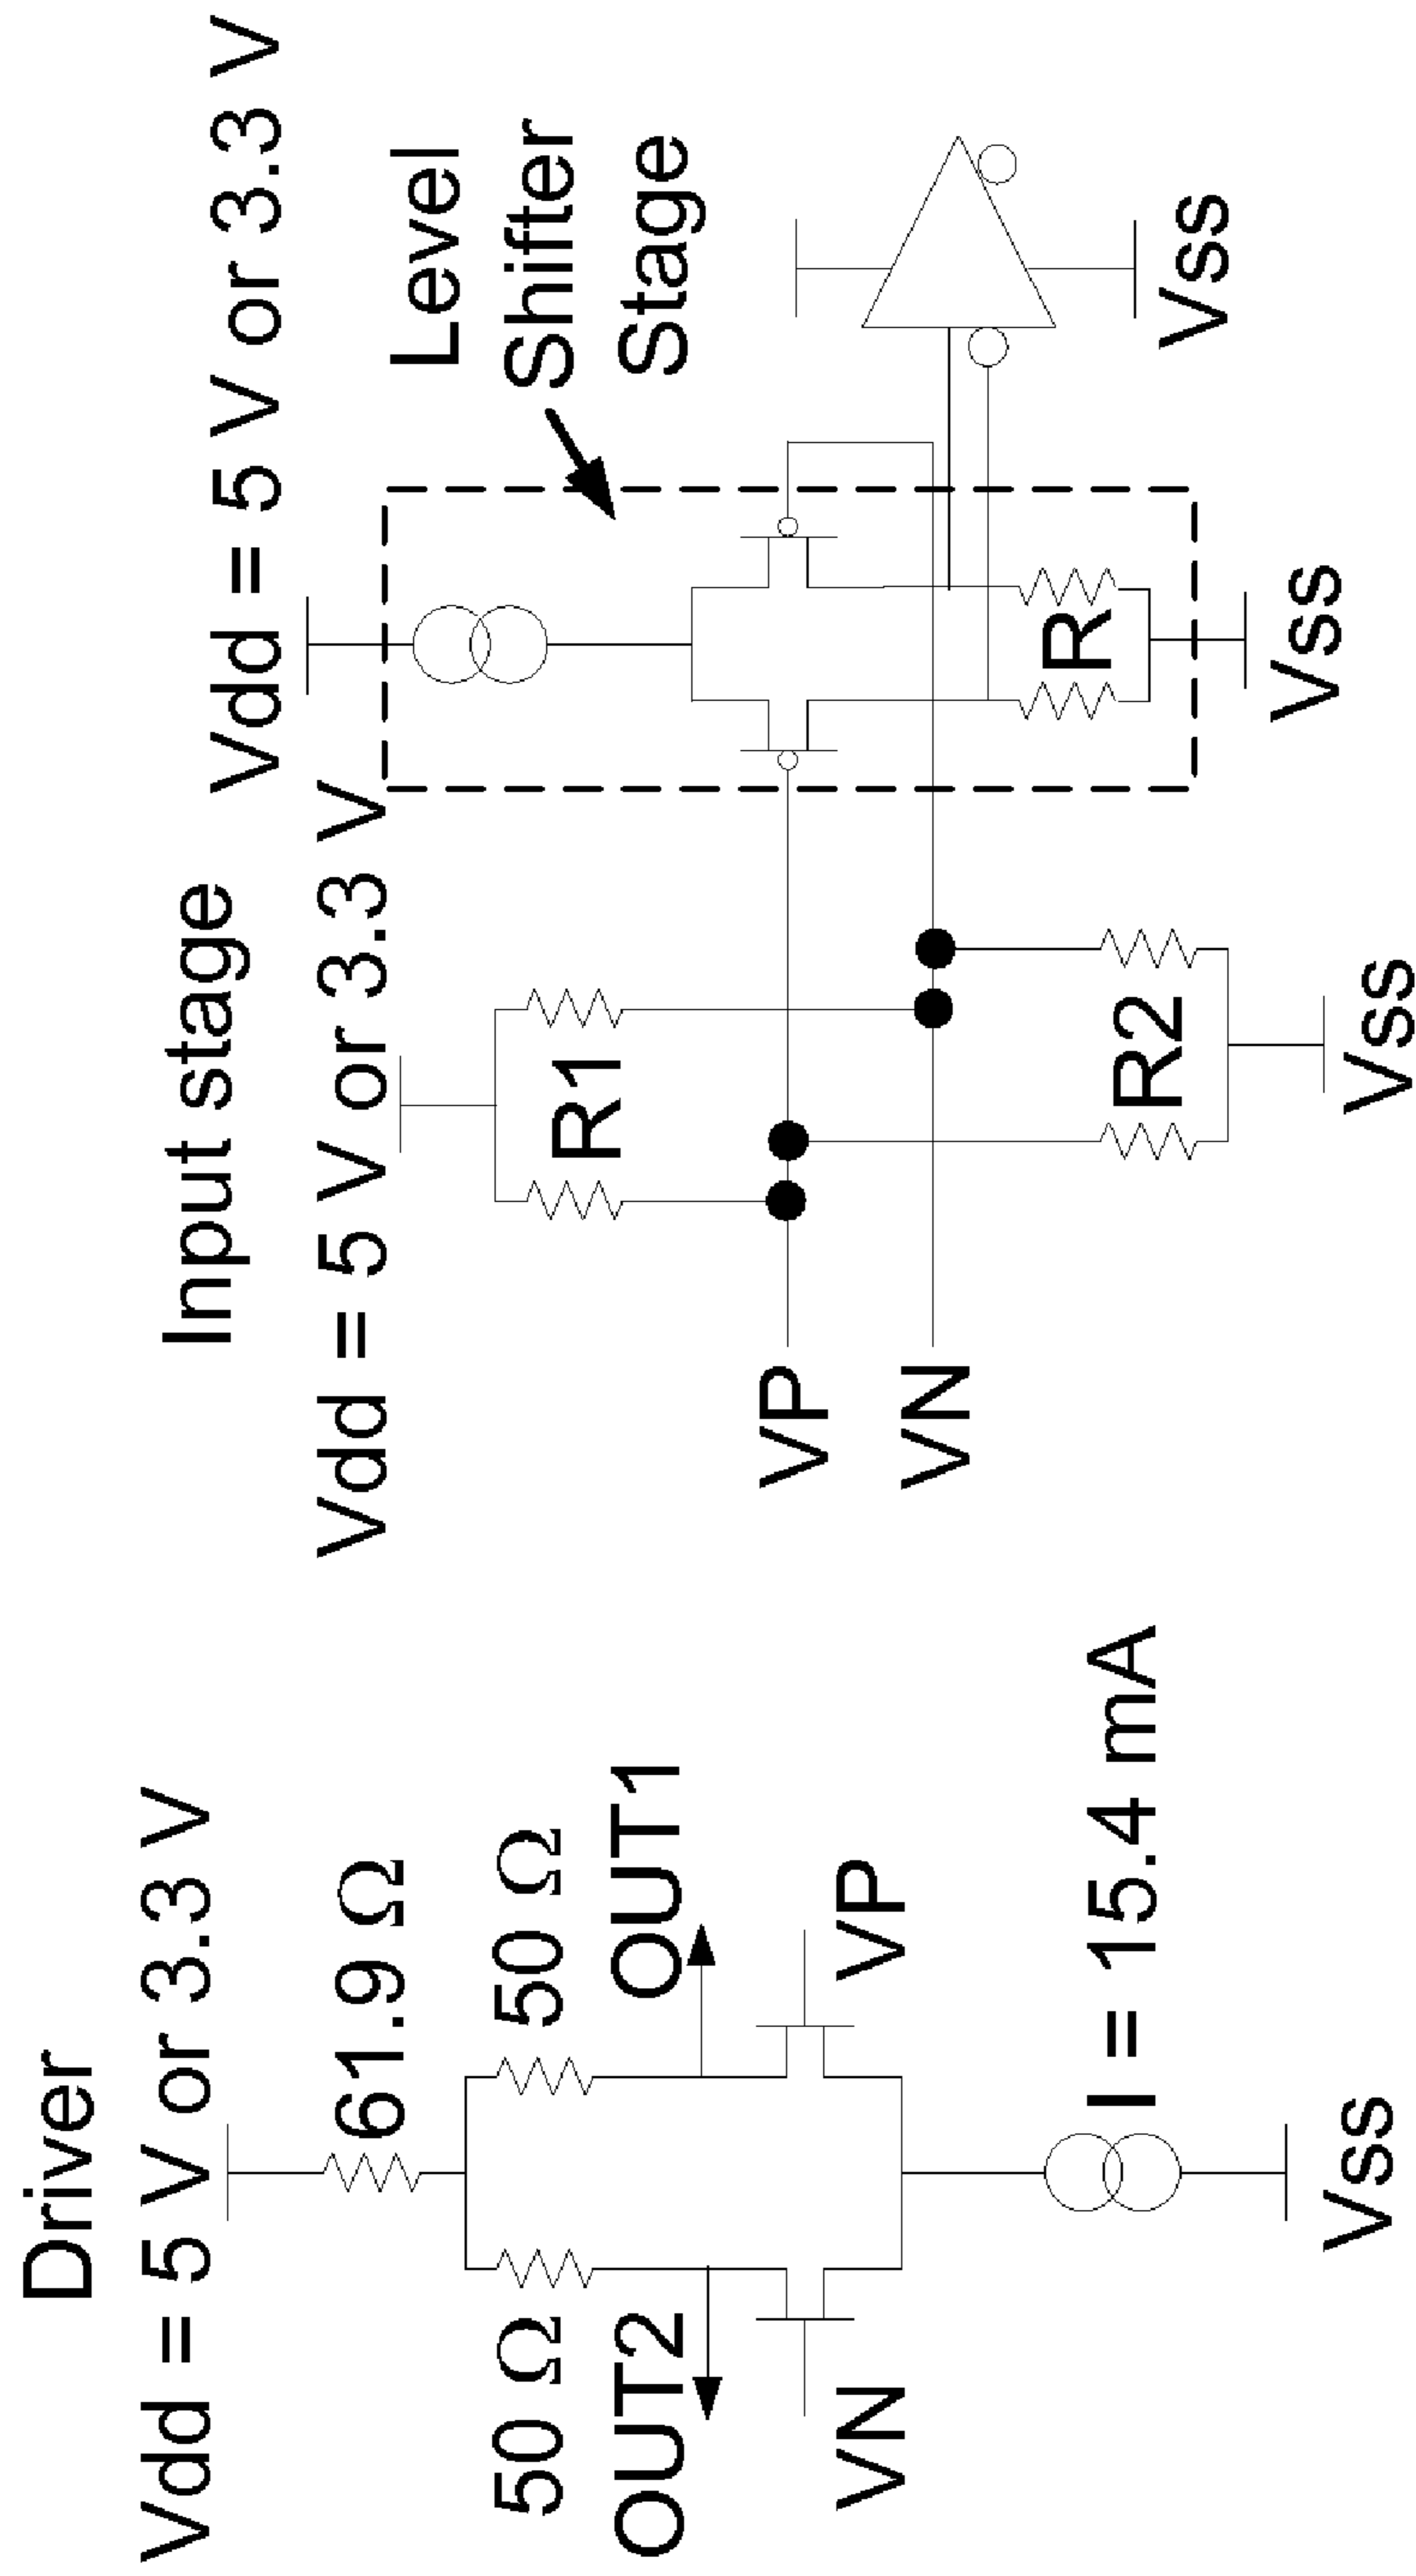 Driver
Vdd = 5 V or 3.3 V
61.9 Ω
50 Ω
50 Ω
OUT2
OUT1
VN
VP
I = 15.4 mA
Vss
Input stage
Vdd = 5 V or 3.3 V
R1
VP
VN
R2
Vss
Vdd = 5 V or 3.3 V
Level
Shifter
Stage
R
Vss
Vss